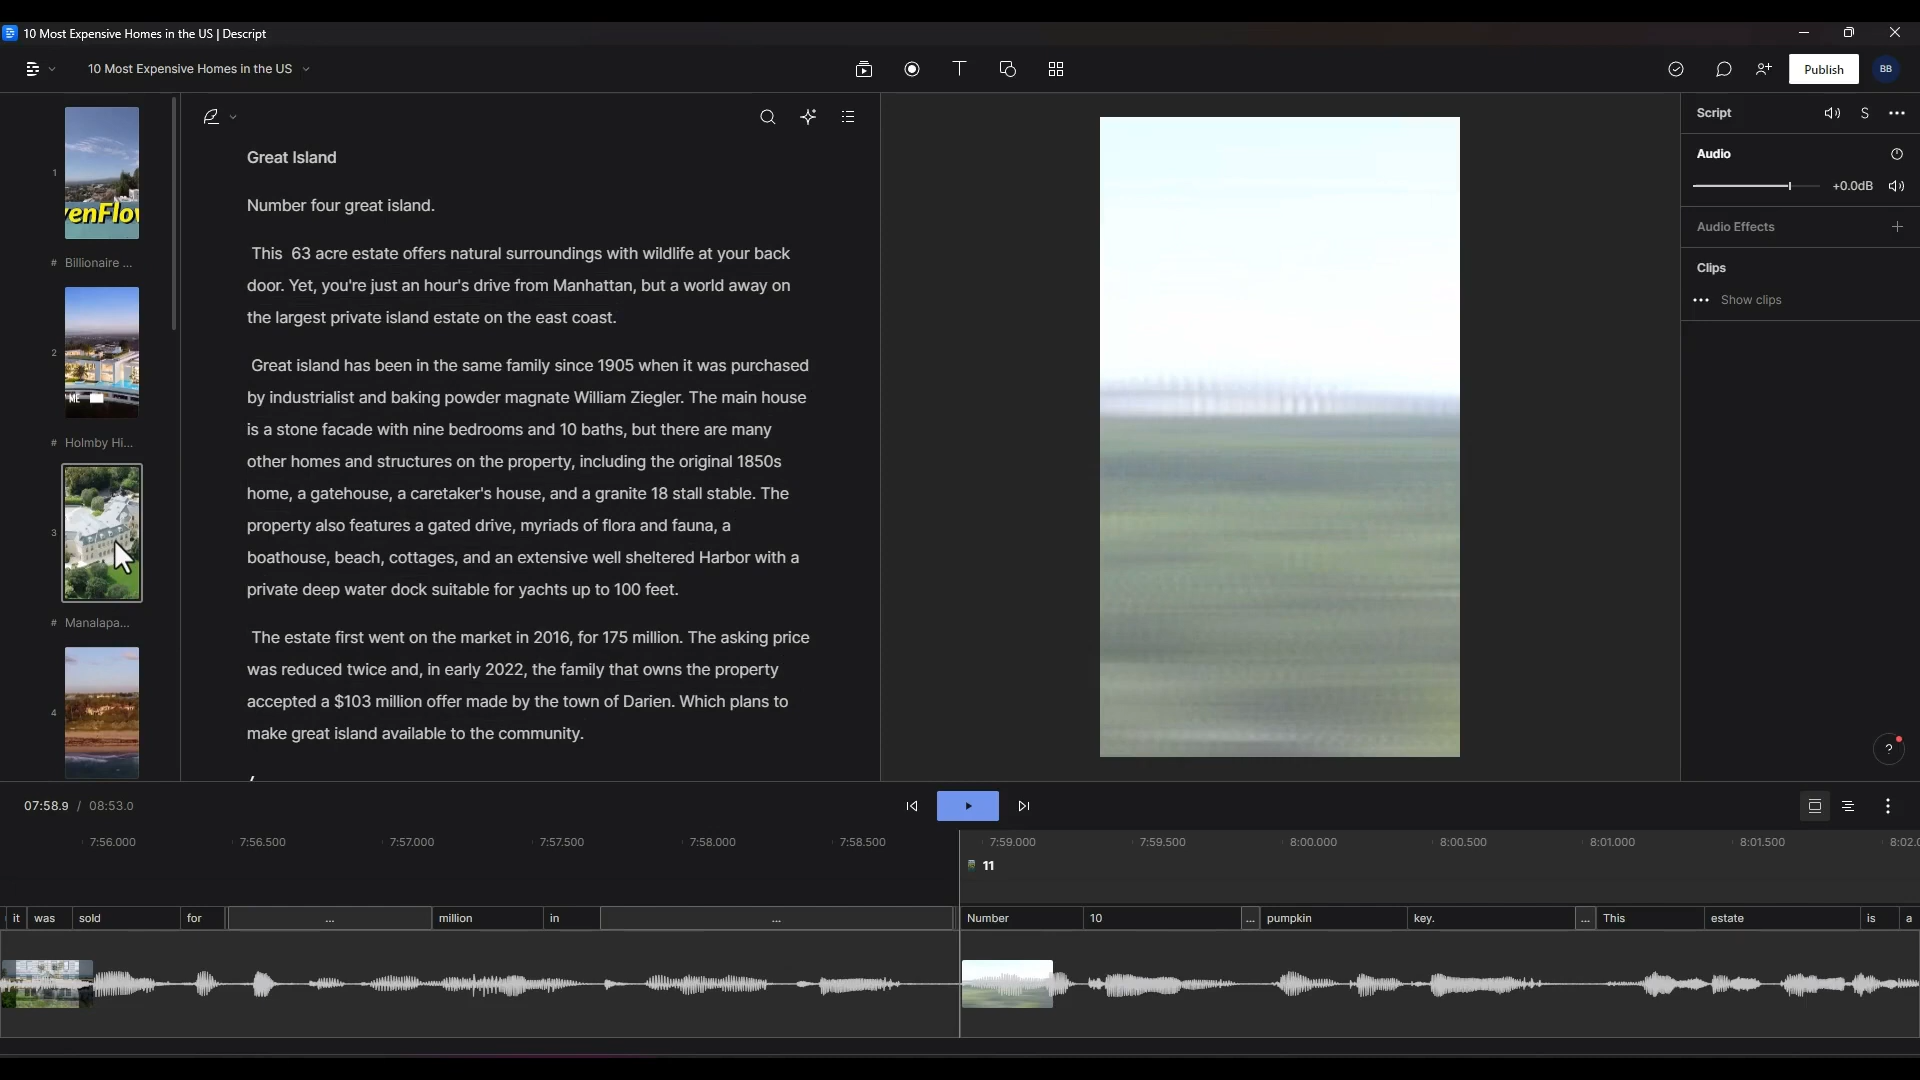 10 Most Expensive Homes in the US | Descript
10 Most Expensive Homes in the US
Publish
BB
1
venFlov
# Billionaire ...
2
ME
# Holmby Hi...
3
# Manalapa...
4
Great Island
Number four great island.
This 63 acre estate offers natural surroundings with wildlife at your back
door. Yet, you're just an hour's drive from Manhattan, but a world away on
the largest private island estate on the east coast.
Great island has been in the same family since 1905 when it was purchased
by industrialist and baking powder magnate William Ziegler. The main house
is a stone facade with nine bedrooms and 10 baths, but there are many
other homes and structures on the property, including the original 1850s
home, a gatehouse, a caretaker's house, and a granite 18 stall stable. The
property also features a gated drive, myriads of flora and fauna, a
boathouse, beach, cottages, and an extensive well sheltered Harbor with a
private deep water dock suitable for yachts up to 100 feet.
The estate first went on the market in 2016, for 175 million. The asking price
was reduced twice and, in early 2022, the family that owns the property
accepted a $103 million offer made by the town of Darien. Which plans to
make great island available to the community.
Script
S
Audio
+0.0dB
Audio Effects
Clips
Show clips
?
07:58.9 / 08:53.0
7:56.000 7:56.500 7:57.000 7:57.500 7:58.000 7:58.500 7:59.000 7:59.500 8:00.000 8:00.500 8:01.000 8:01.500 8:02.0
11
it was sold for ... million in ... Number 10 ... pumpkin key. ... This estate is a